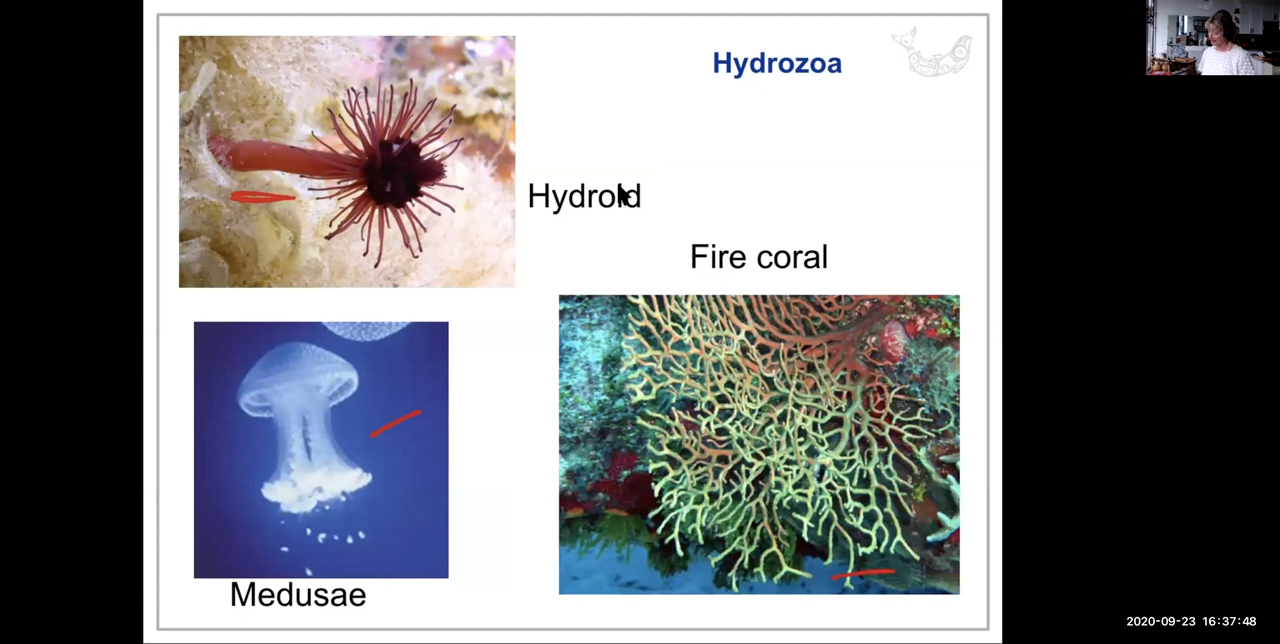 Hydrozoa
Hydroid
Fire coral
Medusae
2020-09-23 16:37:48